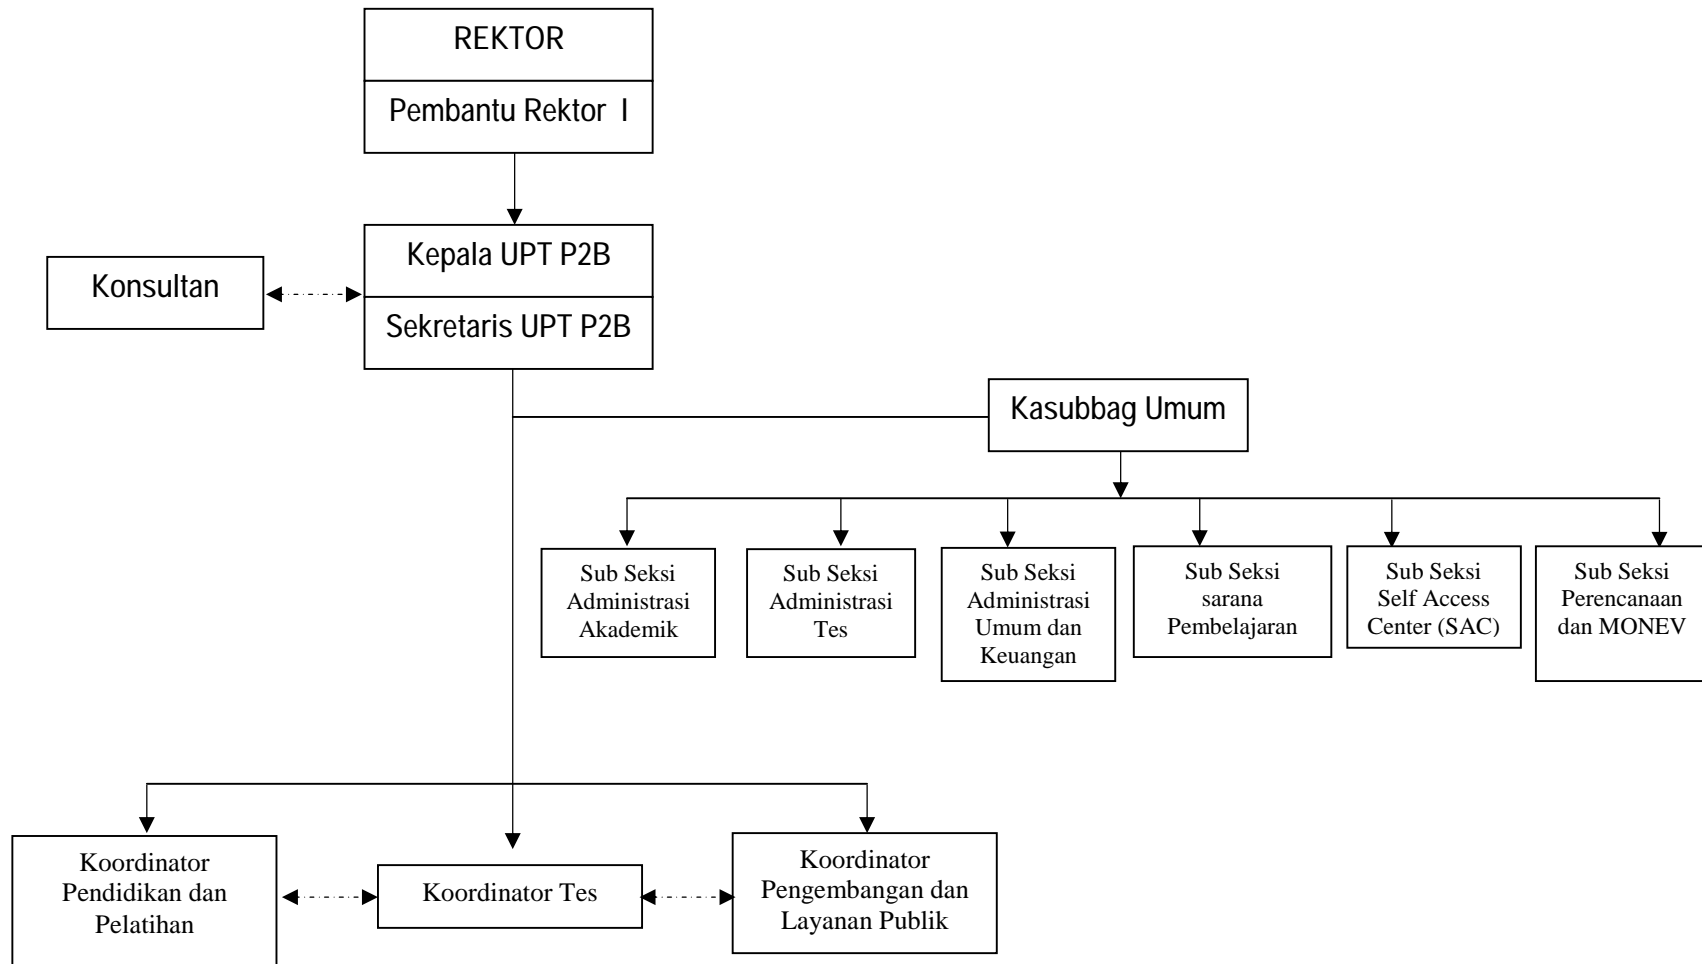 REKTOR
Pembantu Rektor I
Kepala UPT P2B
Konsultan
Sekretaris UPT P2B
Kasubbag Umum
Sub Seksi
Administrasi
Akademik
Sub Seksi
Administrasi
Tes
Sub Seksi
Administrasi
Umum dan
Keuangan
Sub Seksi
sarana
Pembelajaran
Sub Seksi
Self Access
Center (SAC)
Sub Seksi
Perencanaan
dan MONEV
Koordinator
Pendidikan dan
Pelatihan
Koordinator Tes
Koordinator
Pengembangan dan
Layanan Publik